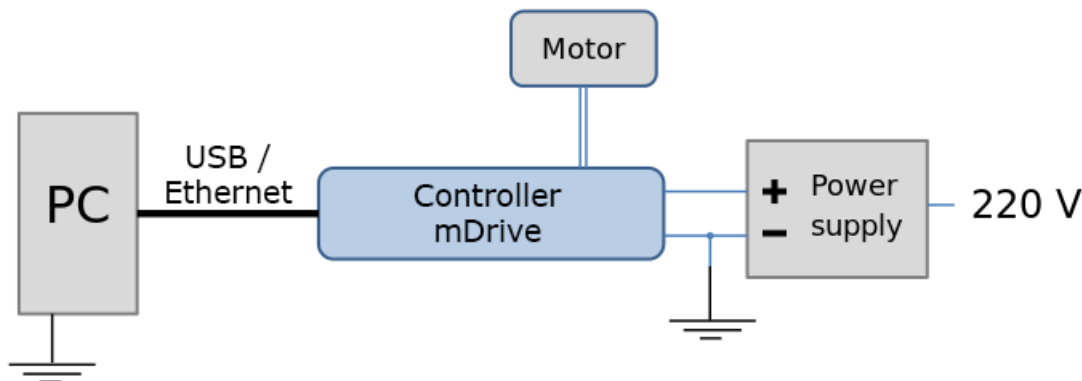 Motor
USB /
Ethernet
PC
Controller
mDrive
+ Power
− supply
220 V